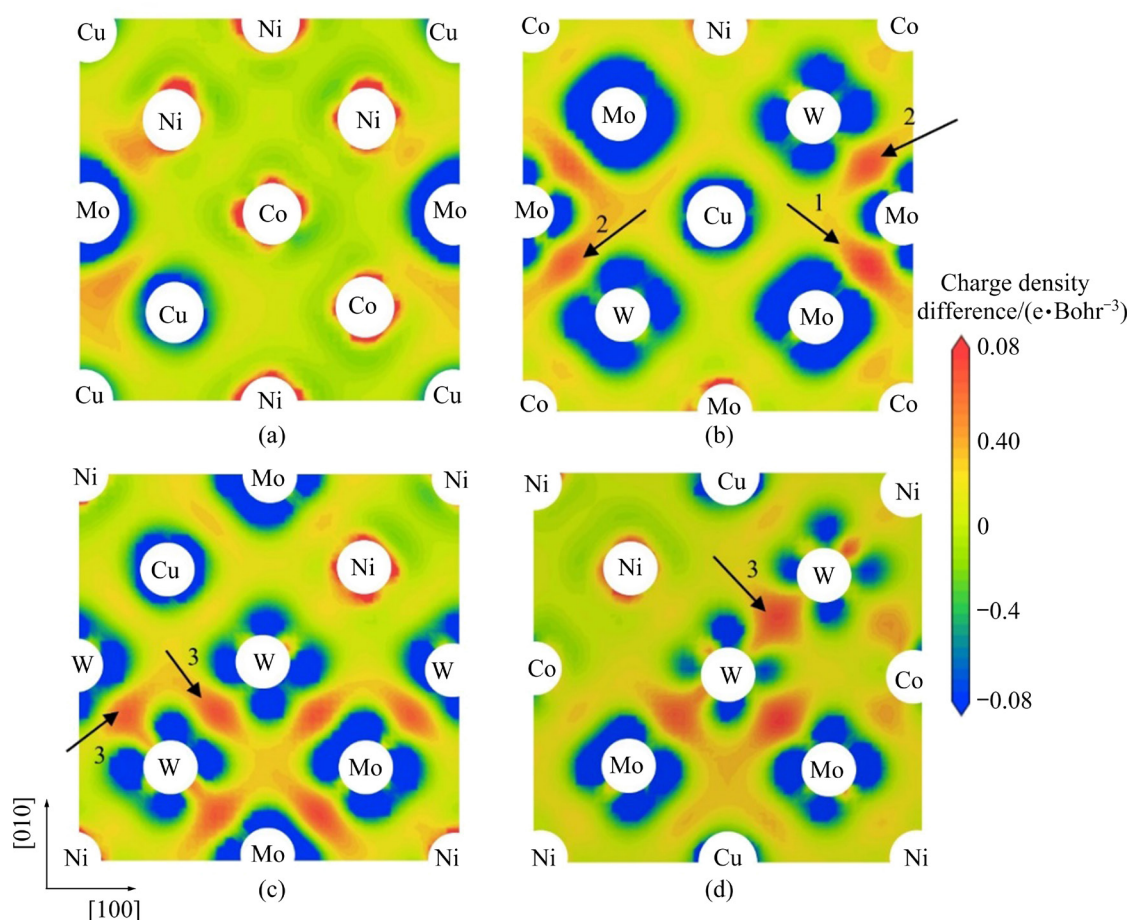 Cu Ni Cu
Ni Ni
Mo Co Mo
Cu Co
Cu Ni Cu
(a)
Co Ni Co
Mo W
2
Mo Cu 1 Mo
2
W Mo
Co Mo Co
(b)
Charge density
difference/(e•Bohr⁻³)
0.08
0.40
0
−0.4
−0.08
Ni Mo Ni
Cu Ni
W 3 W W
3
W Mo
Ni Mo Ni
(c)
[010]
[100]
Ni Cu Ni
Ni 3 W
Co W Co
Mo Mo
Ni Cu Ni
(d)